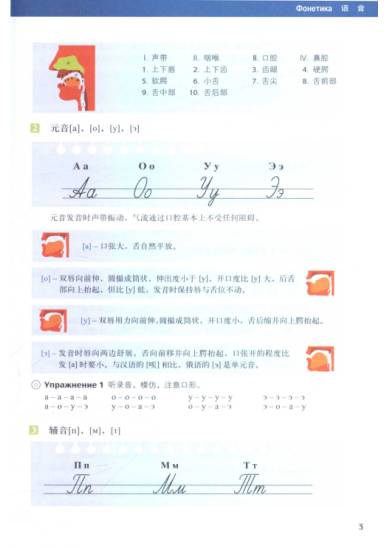 Фонетика 语 音
I. 声带 II. 咽喉 III. 口腔 IV. 鼻腔
1. 上下唇 2. 上下齿 3. 齿龈 4. 硬腭
5. 软腭 6. 小舌 7. 舌尖 8. 舌前部
9. 舌中部 10. 舌后部
2 元音[а]、[о]、[у]、[э]
А а О о У у Э э
Аа Оо Уу Ээ
元音发音时声带振动，气流通过口腔基本上不受任何阻碍。
[а] – 口张大，舌自然平放。
[о] – 双唇向前伸，圆撮成筒状，伸出度小于 [у]，开口度比 [у] 大，后舌
部向上抬起，但比 [у] 低，发音时保持唇与舌位不动。
[у] – 双唇用力向前伸，圆撮成筒状，开口度小，舌后缩并向上腭抬起。
[э] – 发音时唇向两边舒展，舌向前移并向上腭抬起，口张开的程度比
发 [а] 时要小，与汉语的 [唉] 相比，俄语的 [э] 是单元音。
Упражнение 1 听录音，模仿，注意口形。
а – а – а – а о – о – о – о у – у – у – у э – э – э – э
а – о – у – э у – о – а – э о – у – а – э э – о – а – у
3 辅音[п]、[м]、[т]
П п М м Т т
Пп Мм Тт
3